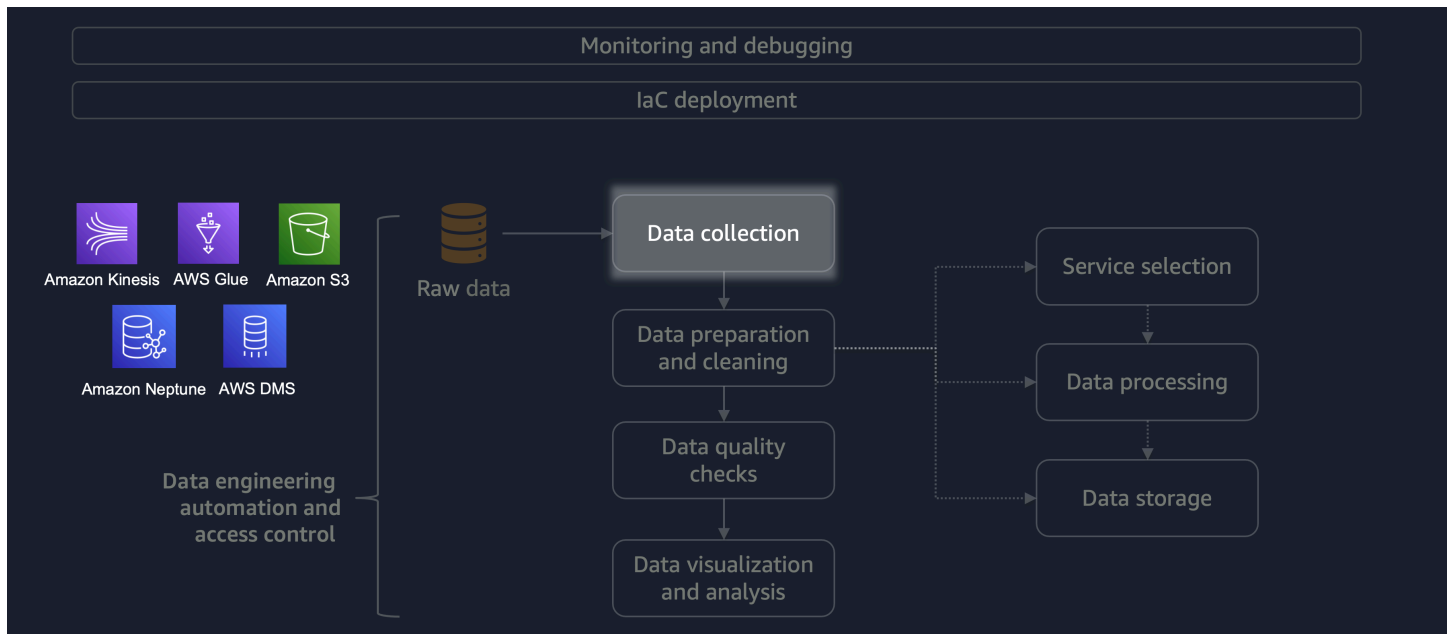 Monitoring and debugging
IaC deployment
Amazon Kinesis
AWS Glue
Amazon S3
Amazon Neptune
AWS DMS
Data engineering
automation and
access control
Raw data
Data collection
Data preparation
and cleaning
Data quality
checks
Data visualization
and analysis
Service selection
Data processing
Data storage